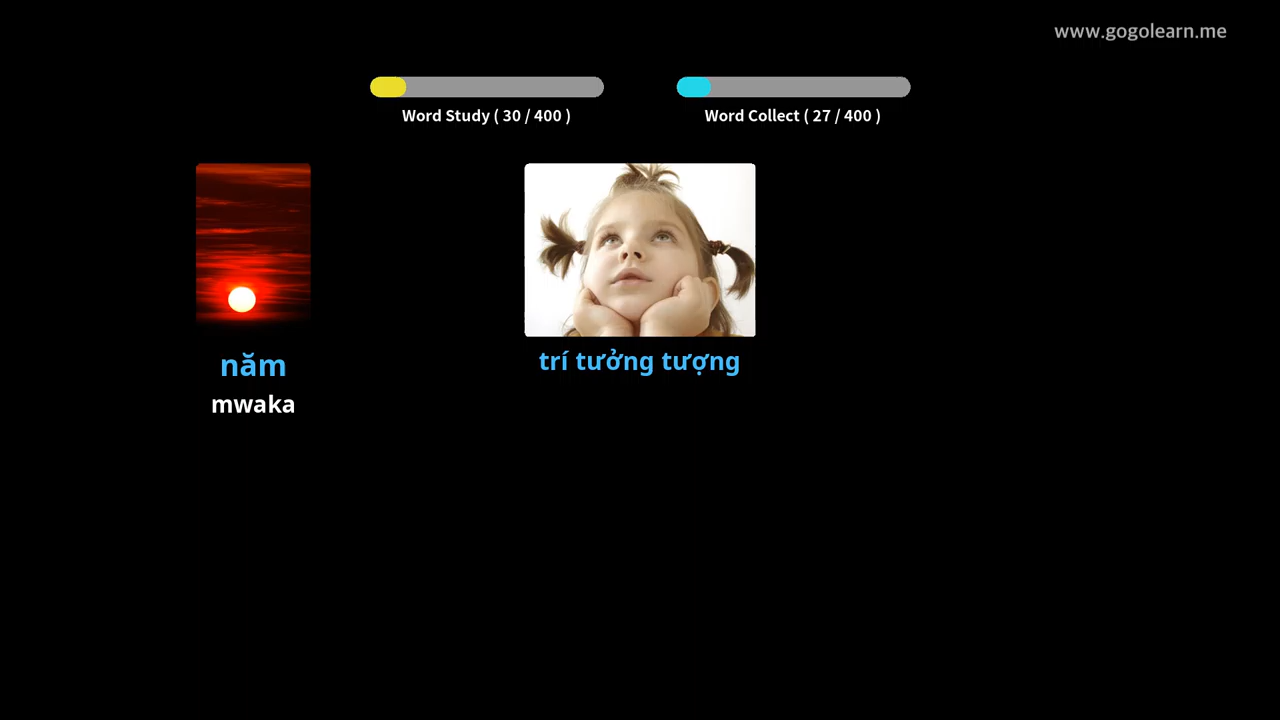 www.gogolearn.me
Word Study ( 30 / 400 )
Word Collect ( 27 / 400 )
năm
mwaka
trí tưởng tượng